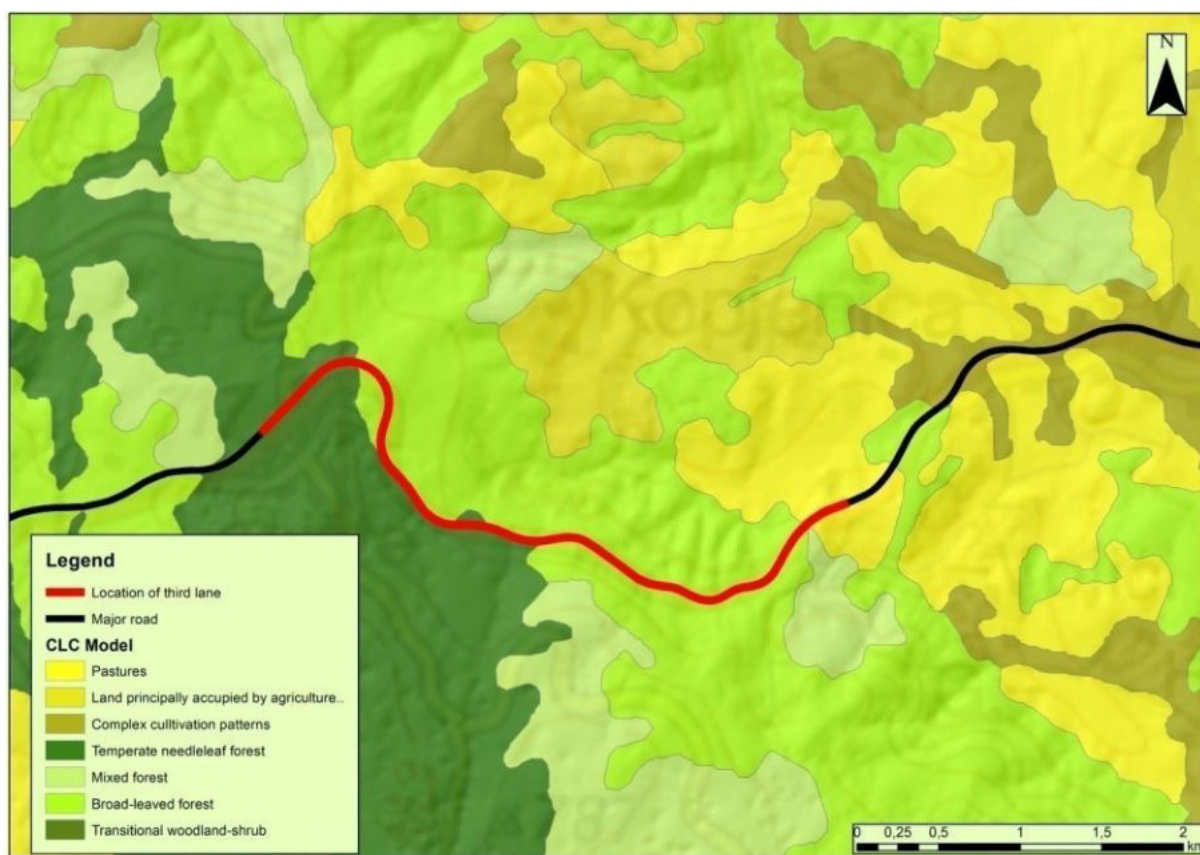 N
Kopjenica
Legend
Location of third lane
Major road
CLC Model
Pastures
Land principally accupied by agriculture..
Complex culltivation patterns
Temperate needleleaf forest
Mixed forest
Broad-leaved forest
Transitional woodland-shrub
0 0,25 0,5 1 1,5 2
km